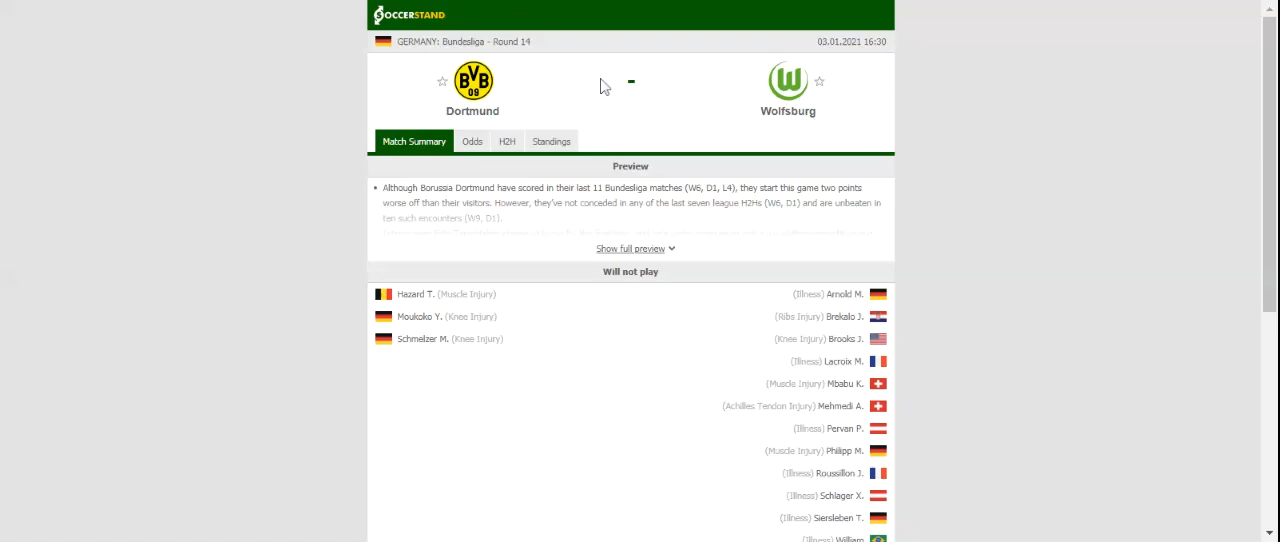 SOCCERSTAND
GERMANY: Bundesliga - Round 14
03.01.2021 16:30
BVB
09
W
-
Dortmund
Wolfsburg
Match Summary
Odds
H2H
Standings
Preview
• Although Borussia Dortmund have scored in their last 11 Bundesliga matches (W6, D1, L4), they start this game two points
worse off than their visitors. However, they've not conceded in any of the last seven league H2Hs (W6, D1) and are unbeaten in
ten such encounters (W9, D1).
Show full preview
Will not play
Hazard T. (Muscle Injury)
(Illness) Arnold M.
Moukoko Y. (Knee Injury)
(Ribs Injury) Brekalo J.
Schmelzer M. (Knee Injury)
(Knee Injury) Brooks J.
(Illness) Lacroix M.
(Muscle Injury) Mbabu K.
(Achilles Tendon Injury) Mehmedi A.
(Illness) Pervan P.
(Muscle Injury) Philipp M.
(Illness) Roussillon J.
(Illness) Schlager X.
(Illness) Siersleben T.
(Illness) William